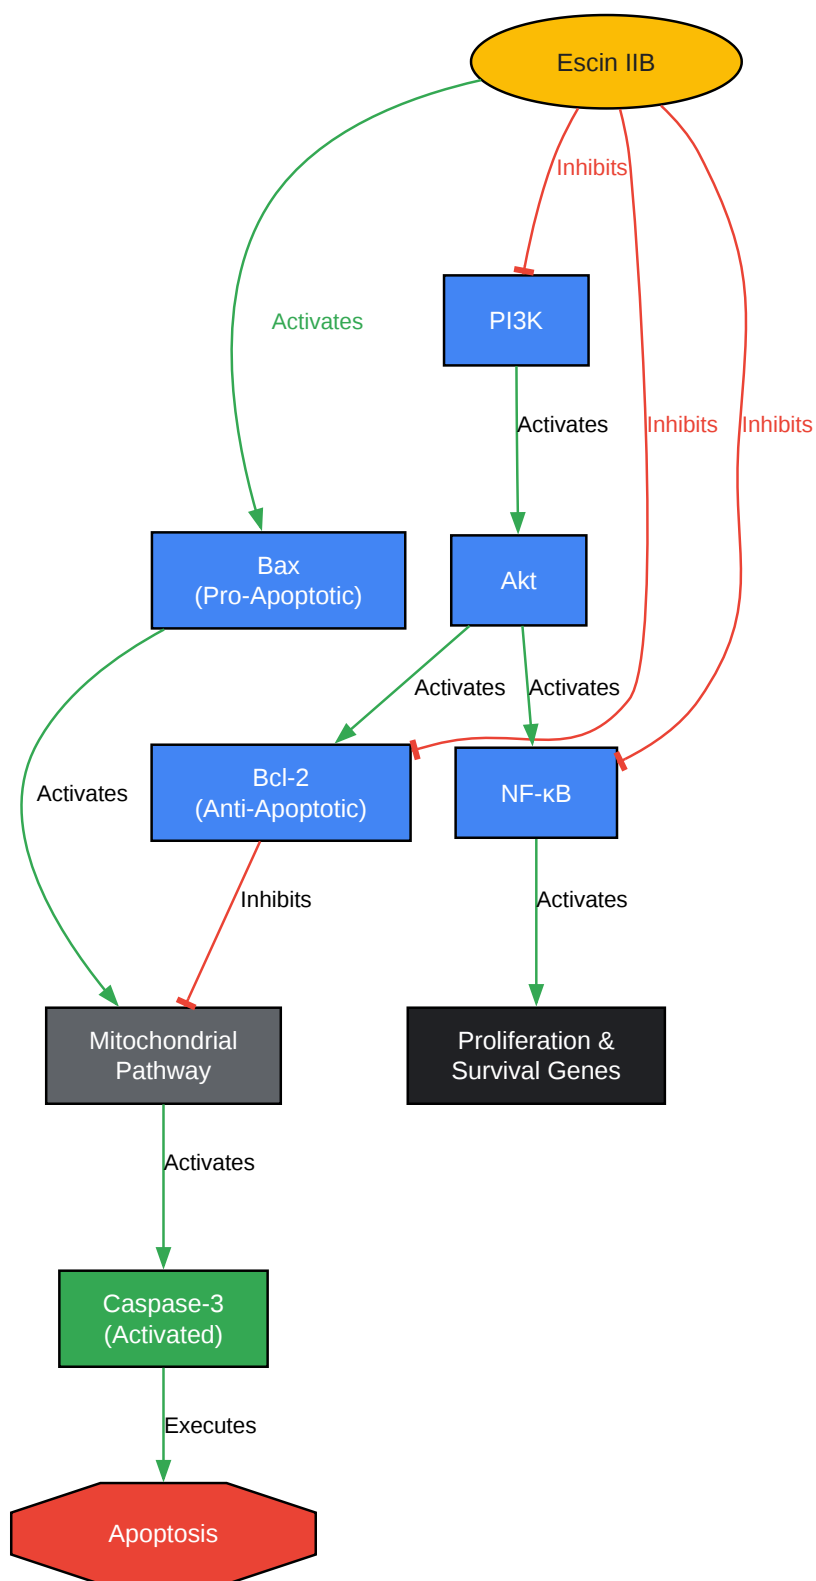 Escin IIB
Inhibits
Activates
PI3K
Activates
Inhibits
Inhibits
Bax
(Pro-Apoptotic)
Akt
Activates
Activates
Bcl-2
(Anti-Apoptotic)
NF-κB
Activates
Inhibits
Activates
Mitochondrial
Pathway
Proliferation &
Survival Genes
Activates
Caspase-3
(Activated)
Executes
Apoptosis